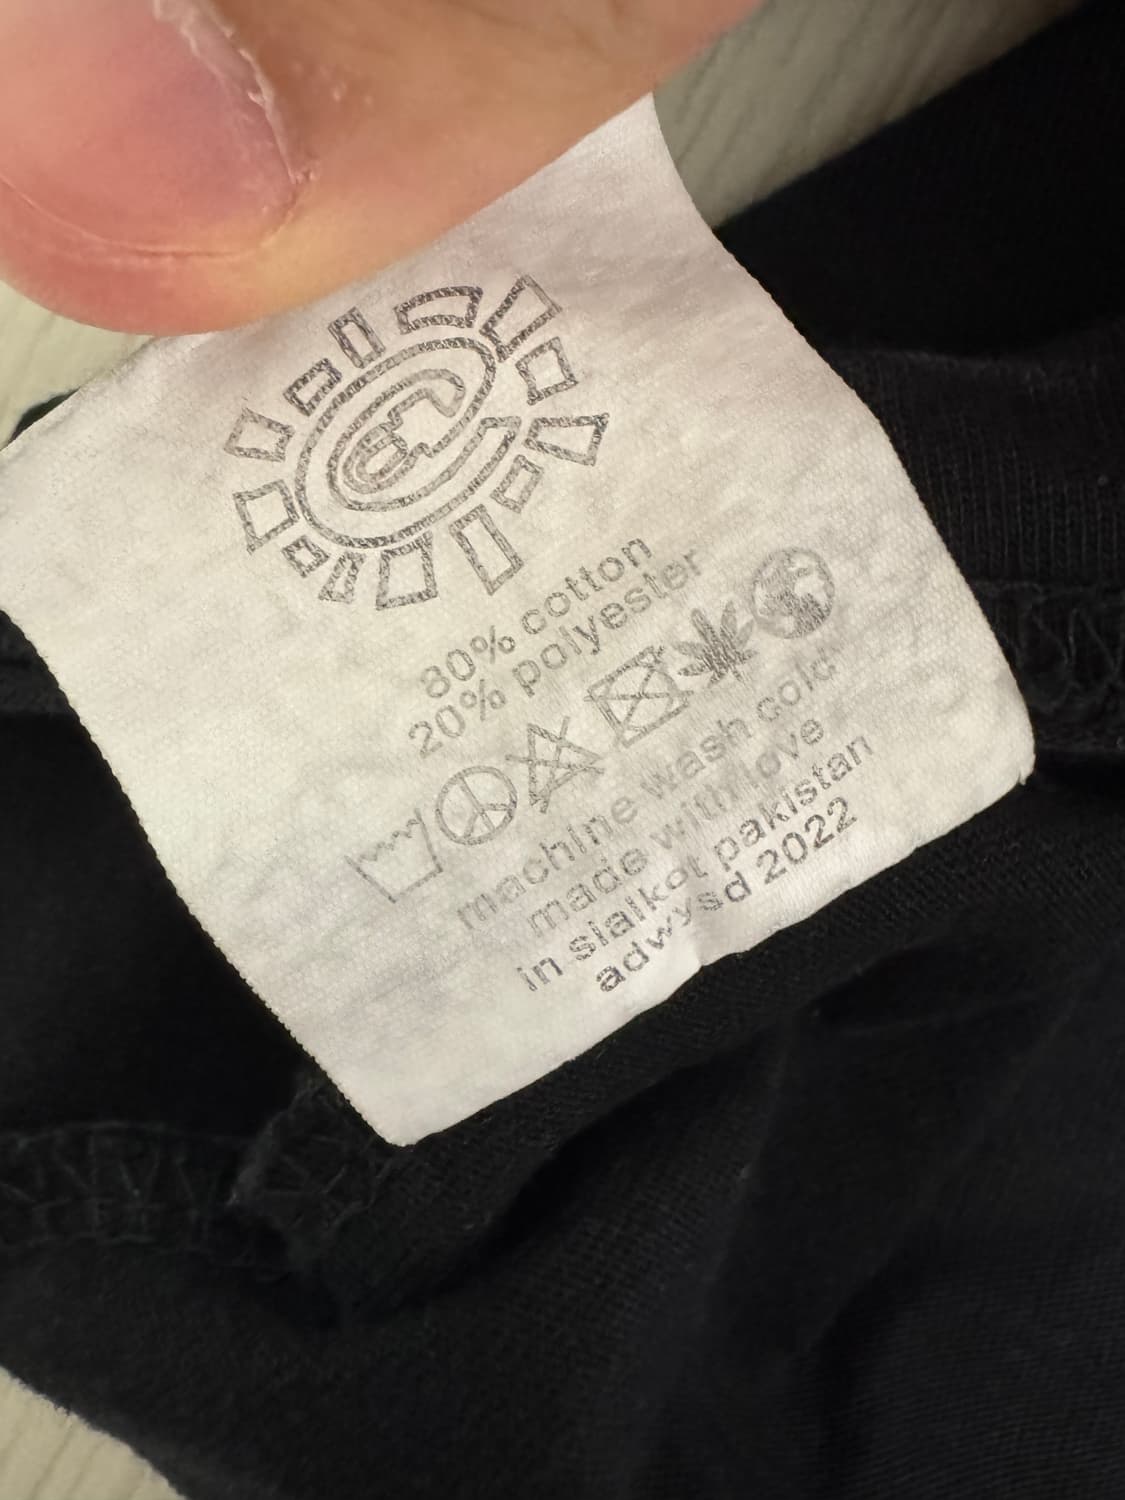 80% cotton
20% polyester
machine wash cold
made with love
in sialkot pakistan
adwysd 2022